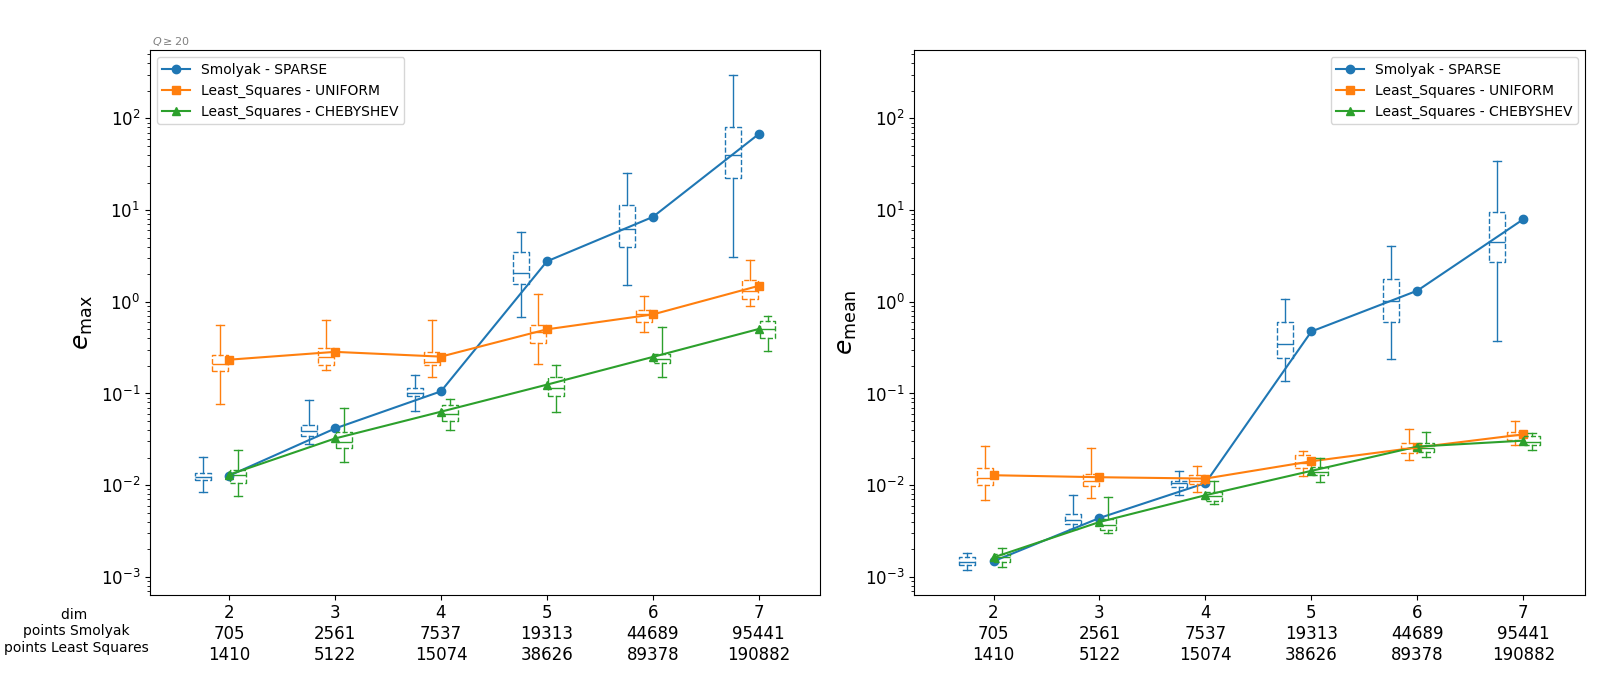 Q ≥ 20
Smolyak - SPARSE
Least_Squares - UNIFORM
Least_Squares - CHEBYSHEV
10²
10¹
10⁰
10⁻¹
10⁻²
10⁻³
e_max
2 3 4 5 6 7
705 2561 7537 19313 44689 95441
1410 5122 15074 38626 89378 190882
dim
points Smolyak
points Least Squares
Smolyak - SPARSE
Least_Squares - UNIFORM
Least_Squares - CHEBYSHEV
10²
10¹
10⁰
10⁻¹
10⁻²
10⁻³
e_mean
2 3 4 5 6 7
705 2561 7537 19313 44689 95441
1410 5122 15074 38626 89378 190882